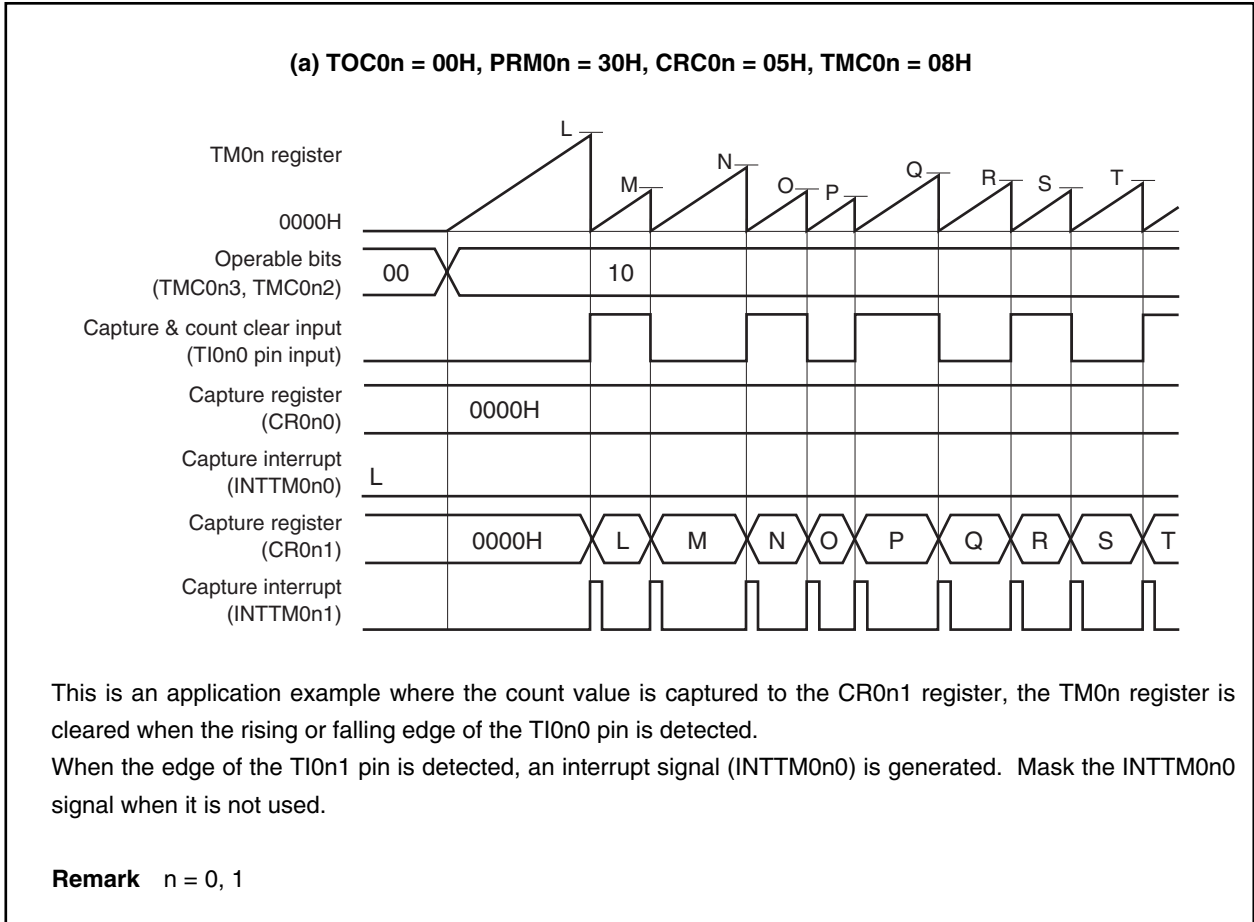 (a) TOC0n = 00H, PRM0n = 30H, CRC0n = 05H, TMC0n = 08H
TM0n register
L
M
N
O
P
Q
R
S
T
0000H
Operable bits
(TMC0n3, TMC0n2)
00
10
Capture & count clear input
(TI0n0 pin input)
Capture register
(CR0n0)
0000H
Capture interrupt
(INTTM0n0)
L
Capture register
(CR0n1)
0000H L M N O P Q R S T
Capture interrupt
(INTTM0n1)
This is an application example where the count value is captured to the CR0n1 register, the TM0n register is
cleared when the rising or falling edge of the TI0n0 pin is detected.
When the edge of the TI0n1 pin is detected, an interrupt signal (INTTM0n0) is generated. Mask the INTTM0n0
signal when it is not used.
Remark n = 0, 1